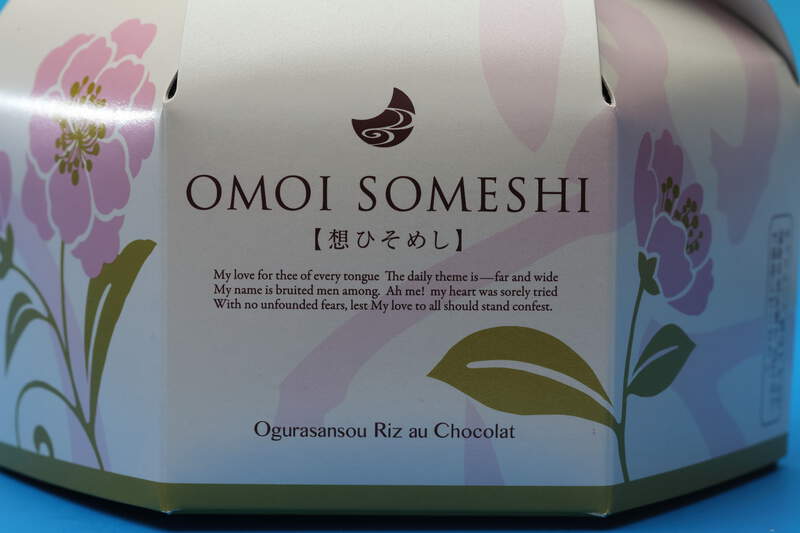 OMOI SOMESHI
【想ひそめし】
My love for thee of every tongue The daily theme is—far and wide
My name is bruited men among. Ah me! my heart was sorely tried
With no unfounded fears, lest My love to all should stand confest.
Ogurasansou Riz au Chocolat